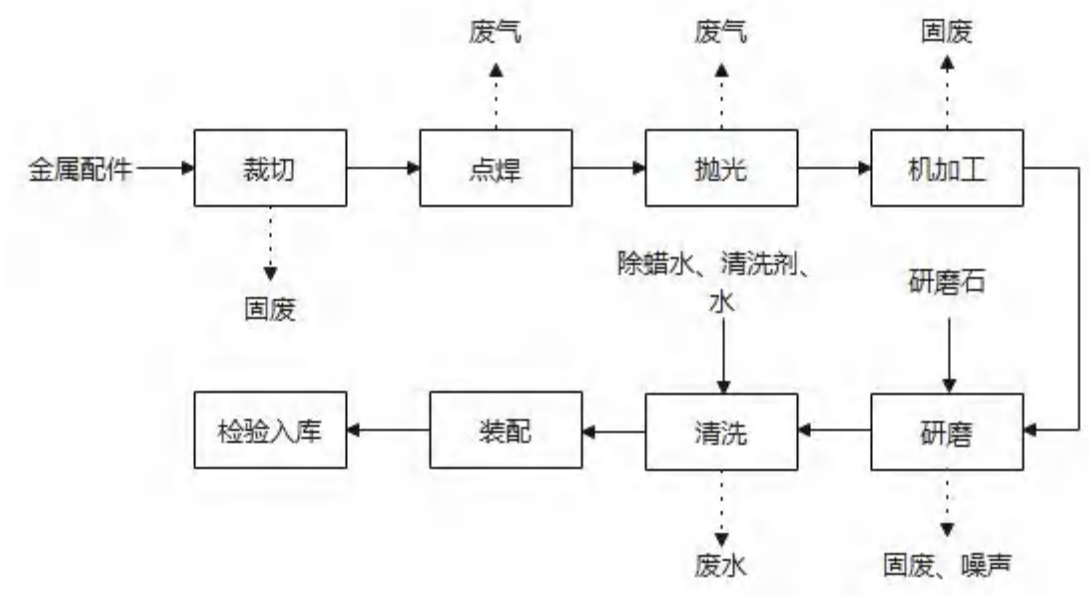 废气
废气
固废
金属配件
裁切
点焊
抛光
机加工
固废
除蜡水、清洗剂、
水
研磨石
检验入库
装配
清洗
研磨
废水
固废、噪声